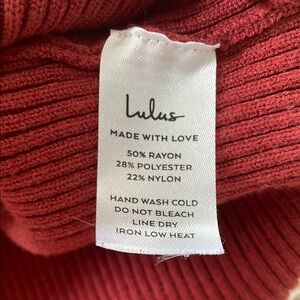 Lulus
MADE WITH LOVE
50% RAYON
28% POLYESTER
22% NYLON
HAND WASH COLD
DO NOT BLEACH
LINE DRY
IRON LOW HEAT